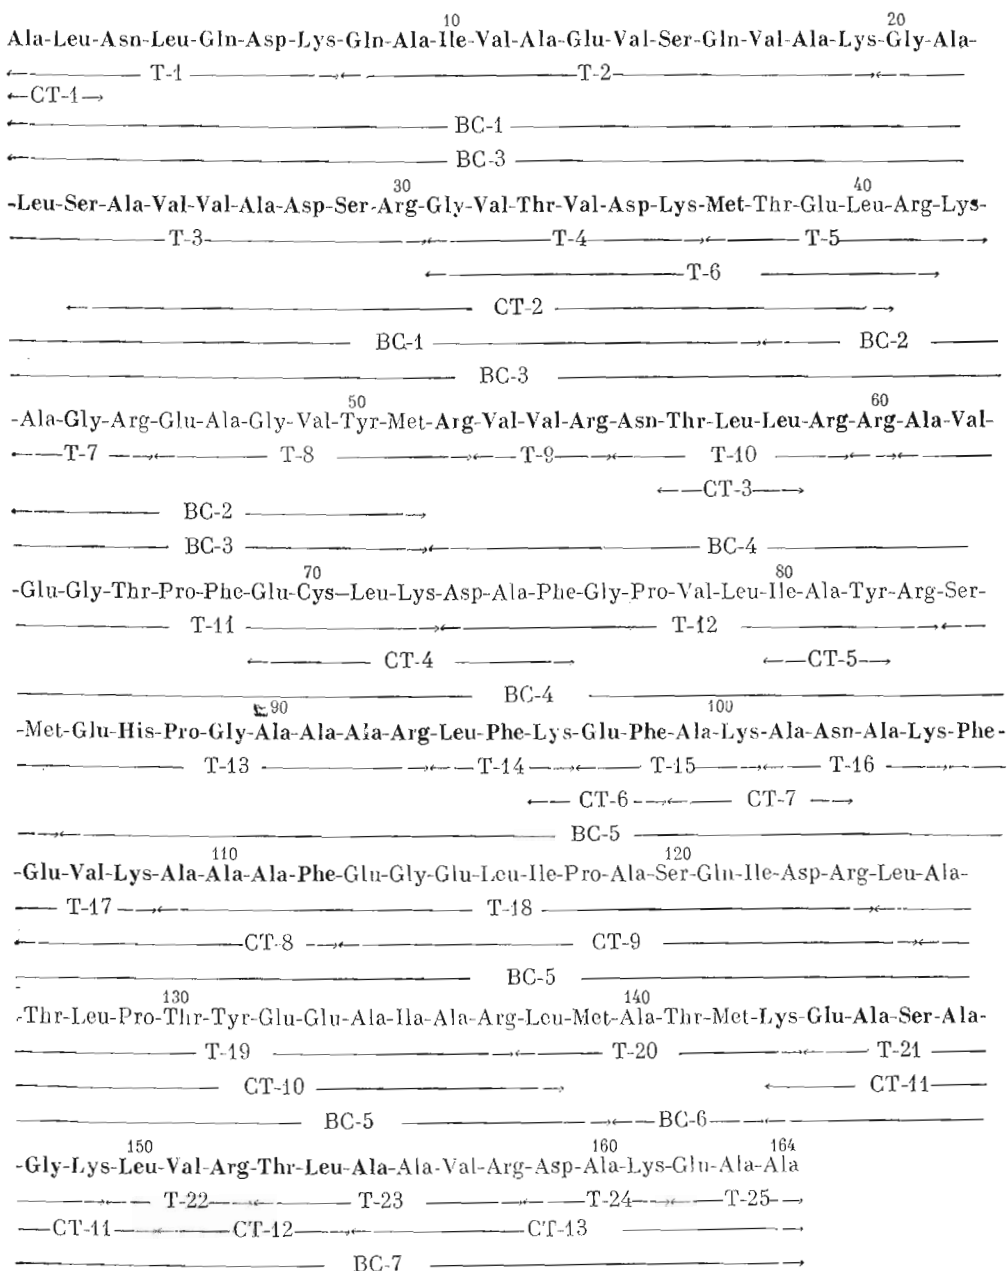 10 20
Ala-Leu-Asn-Leu-Gln-Asp-Lys-Gln-Ala-Ile-Val-Ala-Glu-Val-Ser-Gln-Val-Ala-Lys-Gly-Ala-
T-1 T-2
CT-1
BC-1
BC-3
30 40
-Leu-Ser-Ala-Val-Val-Ala-Asp-Ser-Arg-Gly-Val-Thr-Val-Asp-Lys-Met-Thr-Glu-Leu-Arg-Lys-
T-3 T-4 T-5
T-6
CT-2
BC-1 BC-2
BC-3
50 60
-Ala-Gly-Arg-Glu-Ala-Gly-Val-Tyr-Met-Arg-Val-Val-Arg-Asn-Thr-Leu-Leu-Arg-Arg-Ala-Val-
T-7 T-8 T-9 T-10
CT-3
BC-2
BC-3 BC-4
70 80
-Glu-Gly-Thr-Pro-Phe-Glu-Cys-Leu-Lys-Asp-Ala-Phe-Gly-Pro-Val-Leu-Ile-Ala-Tyr-Arg-Ser-
T-11 T-12
CT-4 CT-5
BC-4
90 100
-Met-Glu-His-Pro-Gly-Ala-Ala-Ala-Arg-Leu-Phe-Lys-Glu-Phe-Ala-Lys-Ala-Asn-Ala-Lys-Phe-
T-13 T-14 T-15 T-16
CT-6 CT-7
BC-5
110 120
-Glu-Val-Lys-Ala-Ala-Ala-Phe-Glu-Gly-Glu-Leu-Ile-Pro-Ala-Ser-Gln-Ile-Asp-Arg-Leu-Ala-
T-17 T-18
CT-8 CT-9
BC-5
130 140
-Thr-Leu-Pro-Thr-Tyr-Glu-Glu-Ala-Ila-Ala-Arg-Leu-Met-Ala-Thr-Met-Lys-Glu-Ala-Ser-Ala-
T-19 T-20 T-21
CT-10 CT-11
BC-5 BC-6
150 160 164
-Gly-Lys-Leu-Val-Arg-Thr-Leu-Ala-Ala-Val-Arg-Asp-Ala-Lys-Glu-Ala-Ala
T-22 T-23 T-24 T-25
CT-11 CT-12 CT-13
BC-7